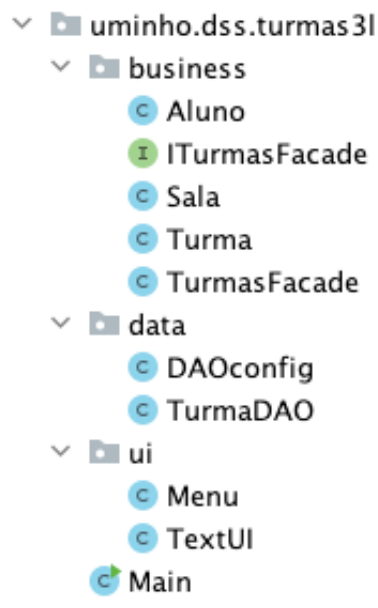 uminho.dss.turmas3l
business
C Aluno
I ITurmasFacade
C Sala
C Turma
C TurmasFacade
data
C DAOconfig
C TurmaDAO
ui
C Menu
C TextUI
C Main